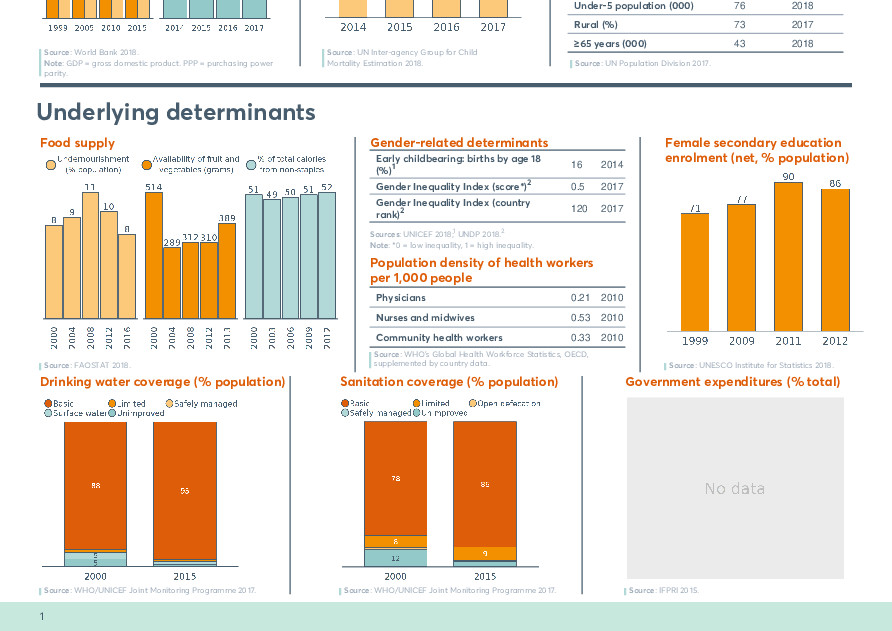 1999 2005 2010 2015
2014 2015 2016 2017
Source: World Bank 2018.
Note: GDP = gross domestic product. PPP = purchasing power
parity.
2014 2015 2016 2017
Source: UN Inter-agency Group for Child
Mortality Estimation 2018.
Under-5 population (000) 76 2018
Rural (%) 73 2017
≥65 years (000) 43 2018
Source: UN Population Division 2017.
Underlying determinants
Food supply
Undernourishment
(% population)
Availability of fruit and
vegetables (grams)
% of total calories
from non-staples
8 9 11 10 8
514 289 312 310 389
51 49 50 51 52
2000 2004 2008 2012 2016
2000 2004 2008 2012 2013
2000 2003 2006 2009 2012
Source: FAOSTAT 2018.
Gender-related determinants
Early childbearing: births by age 18
(%)¹ 16 2014
Gender Inequality Index (score*)² 0.5 2017
Gender Inequality Index (country
rank)² 120 2017
Sources: UNICEF 2018,¹ UNDP 2018.²
Note: *0 = low inequality, 1 = high inequality.
Population density of health workers
per 1,000 people
Physicians 0.21 2010
Nurses and midwives 0.53 2010
Community health workers 0.33 2010
Source: WHO's Global Health Workforce Statistics, OECD,
supplemented by country data.
Female secondary education
enrolment (net, % population)
71 77 90 86
1999 2009 2011 2012
Source: UNESCO Institute for Statistics 2018.
Drinking water coverage (% population)
Basic Limited Safely managed
Surface water Unimproved
88
2000 2015
Source: WHO/UNICEF Joint Monitoring Programme 2017.
Sanitation coverage (% population)
Basic Limited Open defecation
Safely managed Unimproved
78 8 12
9
2000 2015
Source: WHO/UNICEF Joint Monitoring Programme 2017.
Government expenditures (% total)
No data
Source: IFPRI 2015.
1